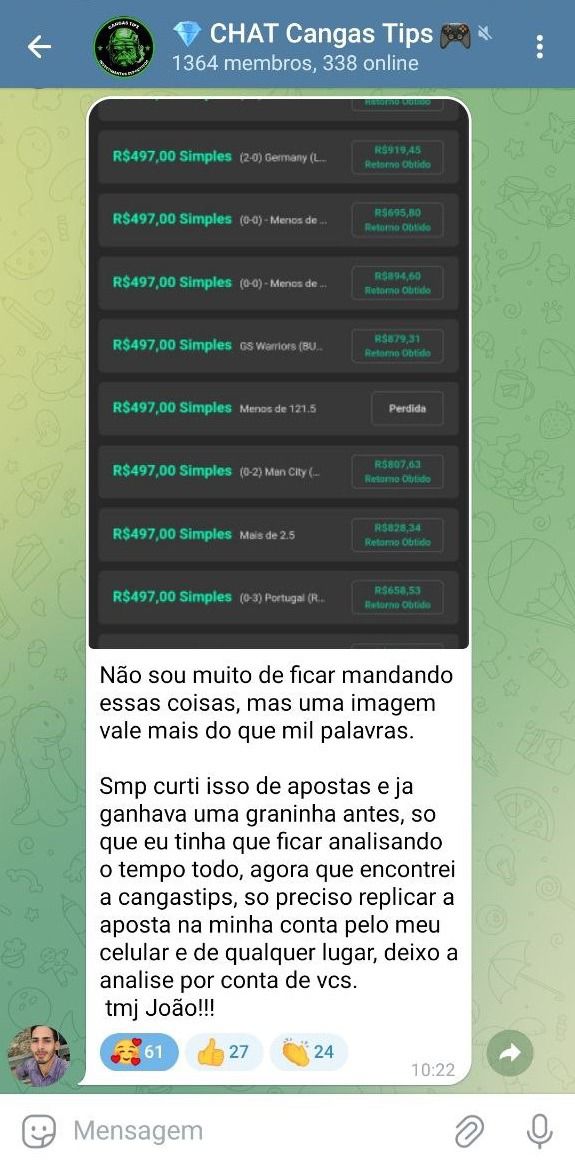 CHAT Cangas Tips
1364 membros, 338 online
CANGAS TIPS
Retorno Obtido
R$497,00 Simples (2-0) Germany (L... R$919,45
Retorno Obtido
R$497,00 Simples (0-0) - Menos de ... R$695,80
Retorno Obtido
R$497,00 Simples (0-0) - Menos de ... R$894,60
Retorno Obtido
R$497,00 Simples GS Warriors (BU... R$879,31
Retorno Obtido
R$497,00 Simples Menos de 121.5 Perdida
R$497,00 Simples (0-2) Man City (... R$807,63
Retorno Obtido
R$497,00 Simples Mais de 2.5 R$828,34
Retorno Obtido
R$497,00 Simples (0-3) Portugal (R... R$658,53
Retorno Obtido
Não sou muito de ficar mandando
essas coisas, mas uma imagem
vale mais do que mil palavras.
Smp curti isso de apostas e ja
ganhava uma graninha antes, so
que eu tinha que ficar analisando
o tempo todo, agora que encontrei
a cangastips, so preciso replicar a
aposta na minha conta pelo meu
celular e de qualquer lugar, deixo a
analise por conta de vcs.
tmj João!!!
61 27 24
10:22
Mensagem